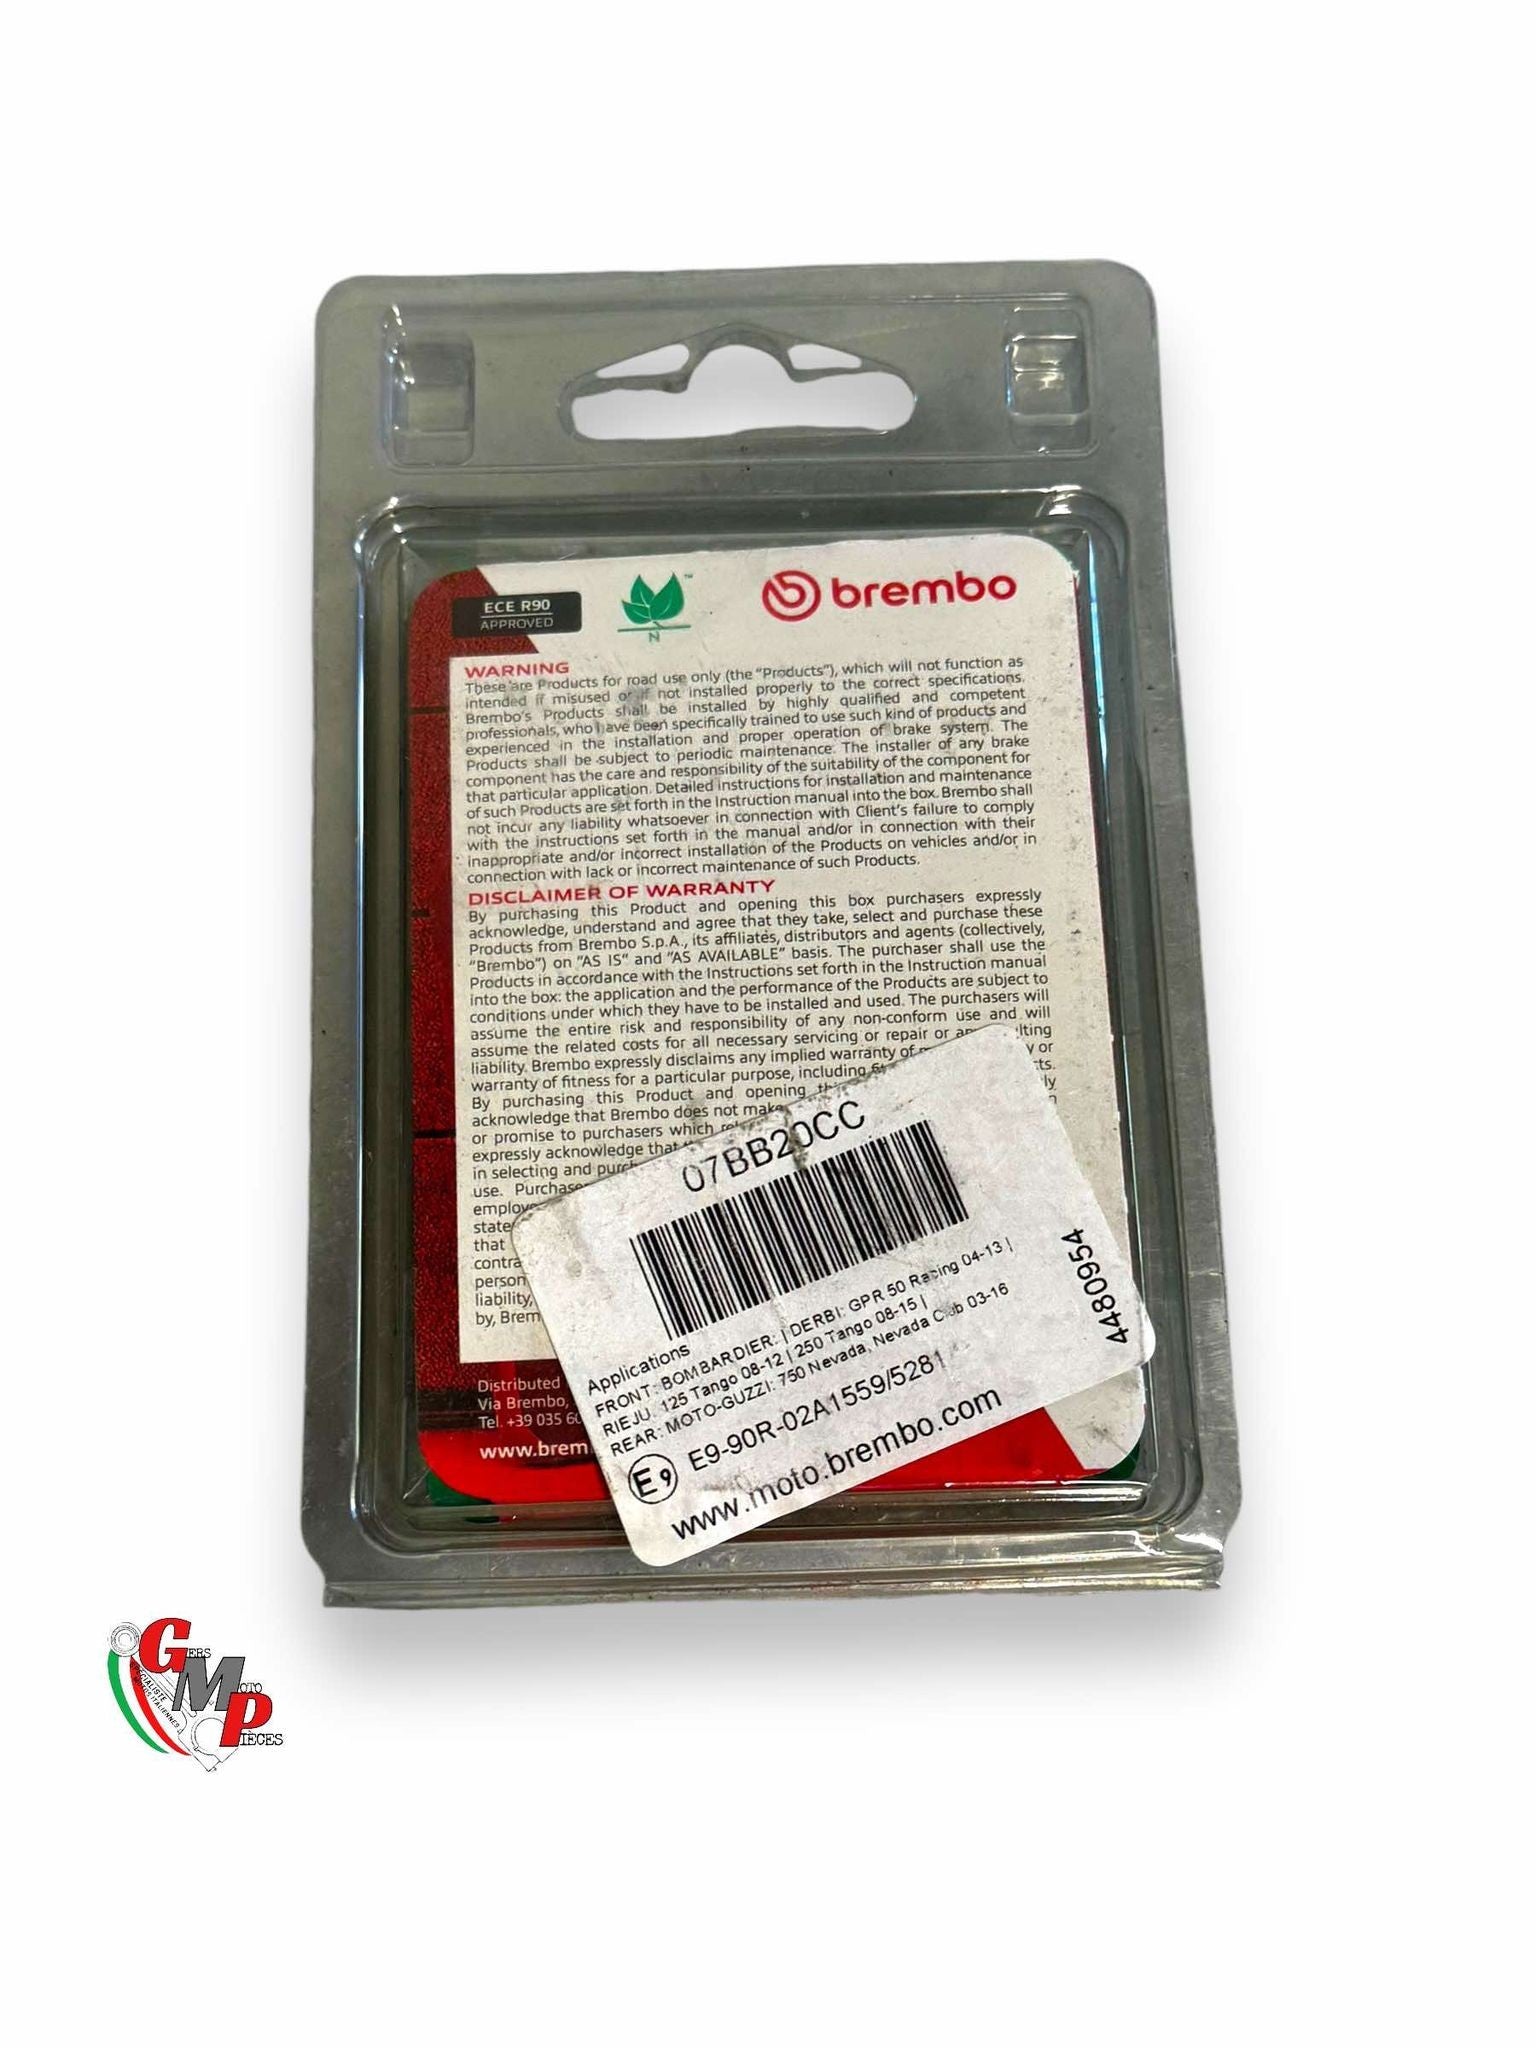 ECE R90
APPROVED
N
™
brembo
WARNING
These are Products for road use only (the "Products"), which will not function as
intended if misused or if not installed properly to the correct specifications.
Brembo's Products shall be installed by highly qualified and competent
professionals, who have been specifically trained to use such kind of products and
experienced in the installation and proper operation of brake system. The
Products shall be subject to periodic maintenance. The installer of any brake
component has the care and responsibility of the suitability of the component for
that particular application. Detailed instructions for installation and maintenance
of such Products are set forth in the Instruction manual into the box. Brembo shall
not incur any liability whatsoever in connection with Client's failure to comply
with the instructions set forth in the manual and/or in connection with their
inappropriate and/or incorrect installation of the Products on vehicles and/or in
connection with lack or incorrect maintenance of such Products.
DISCLAIMER OF WARRANTY
By purchasing this Product and opening this box purchasers expressly
acknowledge, understand and agree that they take, select and purchase these
Products from Brembo S.p.A., its affiliates, distributors and agents (collectively,
"Brembo") on "AS IS" and "AS AVAILABLE" basis. The purchaser shall use the
Products in accordance with the Instructions set forth in the Instruction manual
into the box: the application and the performance of the Products are subject to
conditions under which they have to be installed and used. The purchasers will
assume the entire risk and responsibility of any non-conform use and will
assume the related costs for all necessary servicing or repair or any
liability. Brembo expressly disclaims any implied warranty of or
warranty of fitness for a particular purpose, including
By purchasing this Product and opening
acknowledge that Brembo does not make
or promise to purchasers which
expressly acknowledge that
in selecting and
use.
that
by, Brem
Distributed
Via Brembo,
Tel. +39 035
www.brem
07BB20CC
Applications
FRONT: BOMBARDIER: | DERBI: GPR 50 Racing 04-13 |
RIEJU: 125 Tango 08-12 | 250 Tango 08-15 |
REAR: MOTO-GUZZI: 750 Nevada, Nevada Club 03-16
E9 E9-90R-02A1559/5281
www.moto.brembo.com
4480954
GERS
MOTO
PIÈCES
SPÉCIALISTE
MOTOS ITALIENNES